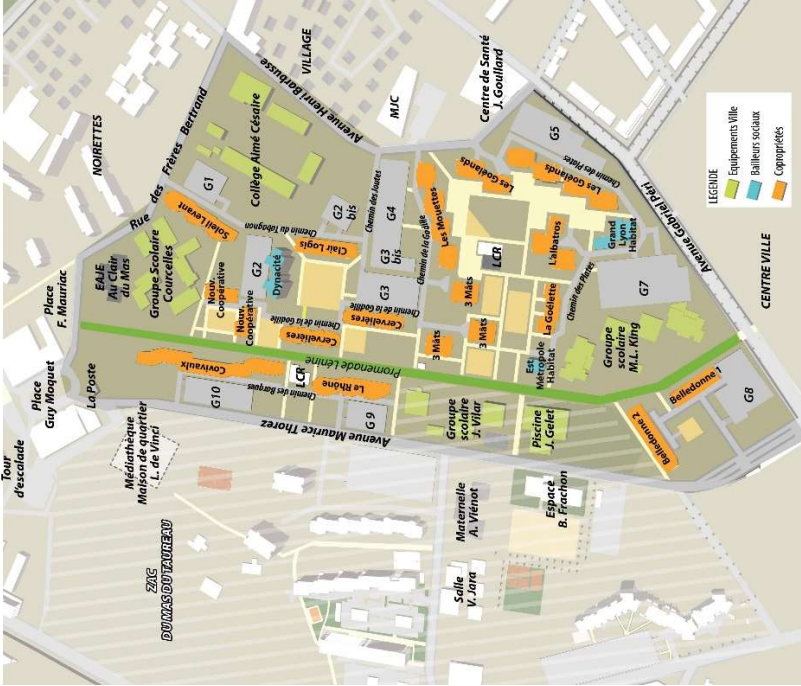 Tour
d'escalade
Place
Guy Moquet
Place
F. Mauriac
NOIRETTES
Rue des Frères Bertrand
VILLAGE
Avenue Henri Barbusse
La Poste
EAJE
Au Clair
du Mas
Groupe Scolaire
Courcelles
Collège Aimé Césaire
Médiathèque
Maison de quartier
L. de Vinci
ZAC
DU MAS DU TAUREAU
G1
Soleil Levant
Chemin du Tobognon
G2
bis
Chemin des Joutes
MJC
Centre de Santé
J. Goullard
Nouv.
Coopérative
Nouv.
Coopérative
G2
Dynacité
Clair Logis
G3
bis
G4
G3
Chemin de la Godille
Chemin de la Godille
Covivaulx
G10
Cervelières
Cervelières
Promenade Lénine
LCR
Chemin des Barques
Le Rhône
G 9
Avenue Maurice Thorez
Les Mouettes
Les Goélands
Les Goélands
Chemin des Plates
G5
LCR
3 Mâts
3 Mâts
3 Mâts
L'albatros
La Goélette
Grand
Lyon
Habitat
Chemin des Plates
G7
Avenue Gabriel Péri
CENTRE VILLE
Est
Métropole
Habitat
Groupe
scolaire
M.L. King
Groupe
scolaire
J. Vilar
Piscine
J. Gelet
Belledonne 1
Belledonne 2
G8
Maternelle
A. Viénot
Salle
V. Jara
Espace
B. Frachon
LEGENDE
Equipements Ville
Bailleurs sociaux
Copropriétés